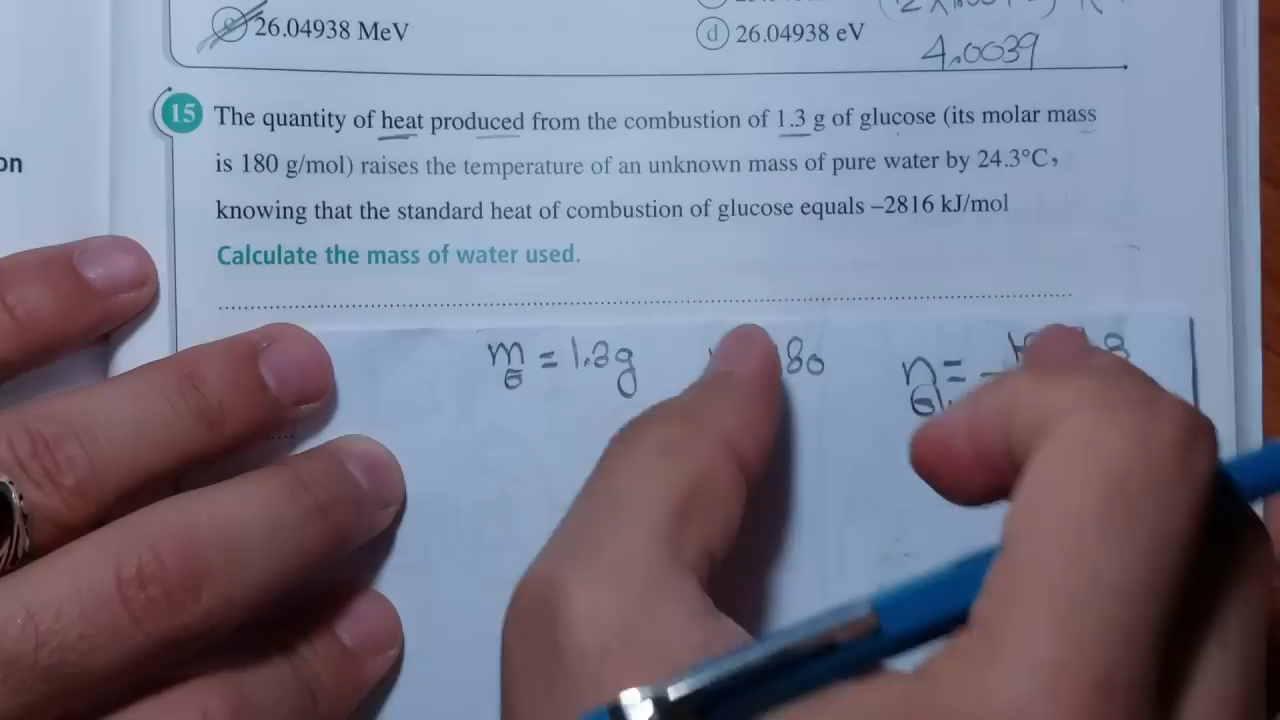 26.04938 MeV
d 26.04938 eV
4.0039
15 The quantity of heat produced from the combustion of 1.3 g of glucose (its molar mass
is 180 g/mol) raises the temperature of an unknown mass of pure water by 24.3°C,
knowing that the standard heat of combustion of glucose equals –2816 kJ/mol
Calculate the mass of water used.
on
m = 1.3g
G
80
n =